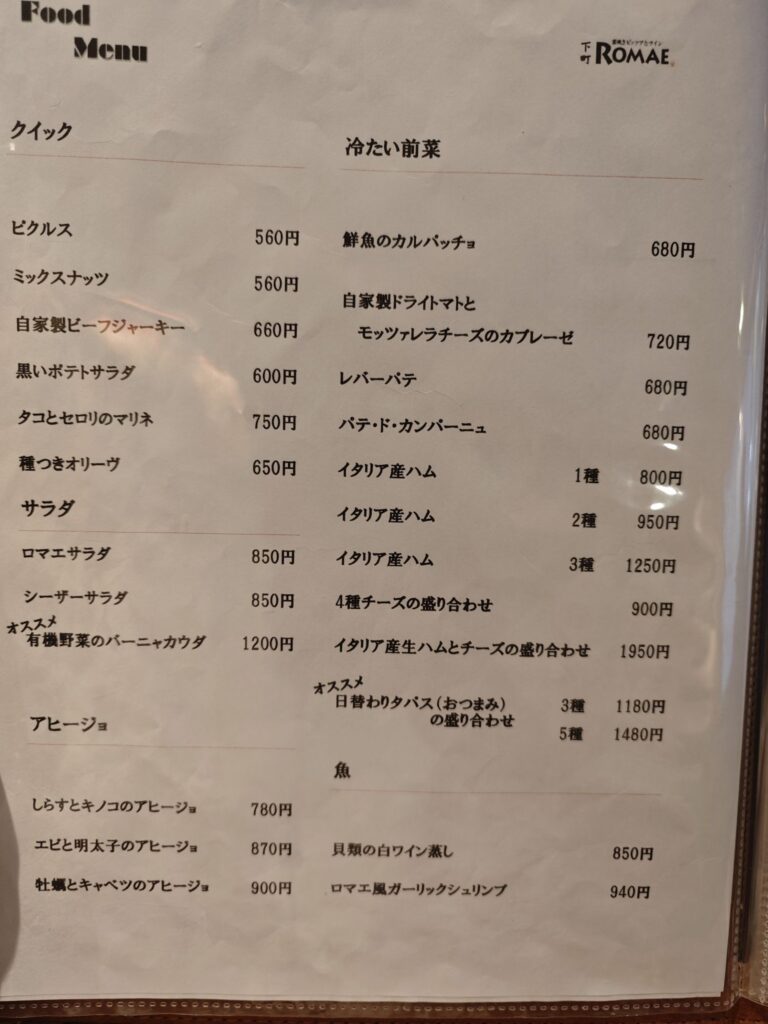 Food
Menu
下町 ROMAE
クイック
ピクルス 560円
ミックスナッツ 560円
自家製ビーフジャーキー 660円
黒いポテトサラダ 600円
タコとセロリのマリネ 750円
種つきオリーヴ 650円
サラダ
ロマエサラダ 850円
シーザーサラダ 850円
オススメ
有機野菜のバーニャカウダ 1200円
アヒージョ
しらすとキノコのアヒージョ 780円
エビと明太子のアヒージョ 870円
牡蠣とキャベツのアヒージョ 900円
冷たい前菜
鮮魚のカルパッチョ 680円
自家製ドライトマトと
モッツァレラチーズのカプレーゼ 720円
レバーパテ 680円
パテ・ド・カンパーニュ 680円
イタリア産ハム 1種 800円
イタリア産ハム 2種 950円
イタリア産ハム 3種 1250円
4種チーズの盛り合わせ 900円
イタリア産生ハムとチーズの盛り合わせ 1950円
オススメ
日替わりタパス(おつまみ) 3種 1180円
の盛り合わせ 5種 1480円
魚
貝類の白ワイン蒸し 850円
ロマエ風ガーリックシュリンプ 940円